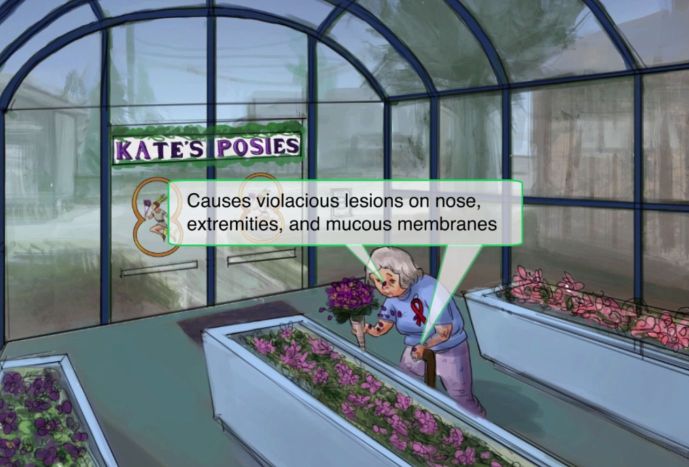 KATE'S POSIES
Causes violacious lesions on nose,
extremities, and mucous membranes